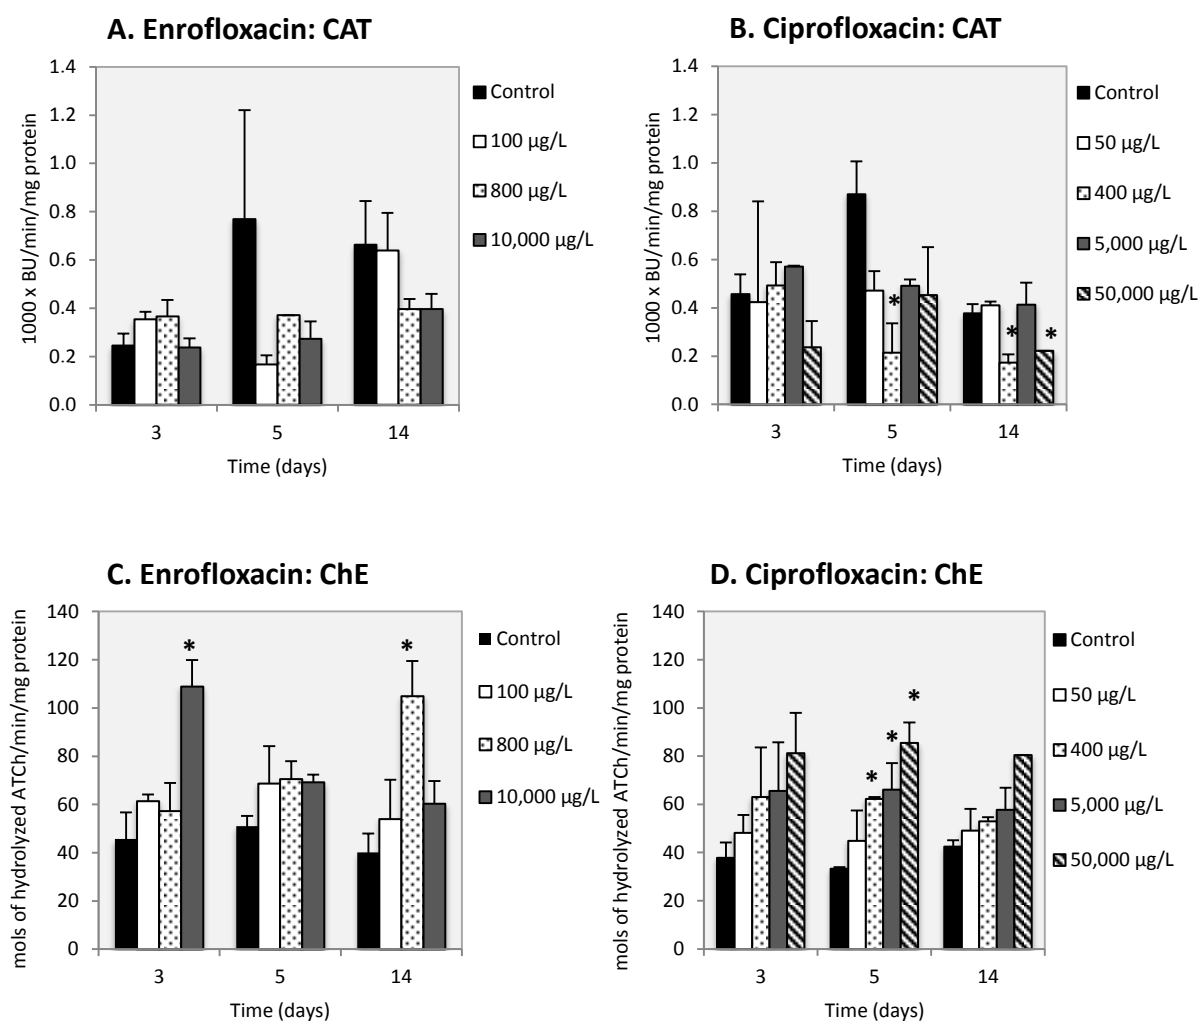 A. Enrofloxacin: CAT
1000 x BU/min/mg protein
1.4
1.2
1.0
0.8
0.6
0.4
0.2
0.0
3 5 14
Time (days)
Control
100 µg/L
800 µg/L
10,000 µg/L
B. Ciprofloxacin: CAT
1000 x BU/min/mg protein
1.4
1.2
1.0
0.8
0.6
0.4
0.2
0.0
* * *
3 5 14
Time (days)
Control
50 µg/L
400 µg/L
5,000 µg/L
50,000 µg/L
C. Enrofloxacin: ChE
mols of hydrolyzed ATCh/min/mg protein
140
120
100
80
60
40
20
0
* *
3 5 14
Time (days)
Control
100 µg/L
800 µg/L
10,000 µg/L
D. Ciprofloxacin: ChE
mols of hydrolyzed ATCh/min/mg protein
140
120
100
80
60
40
20
0
* * *
3 5 14
Time (days)
Control
50 µg/L
400 µg/L
5,000 µg/L
50,000 µg/L